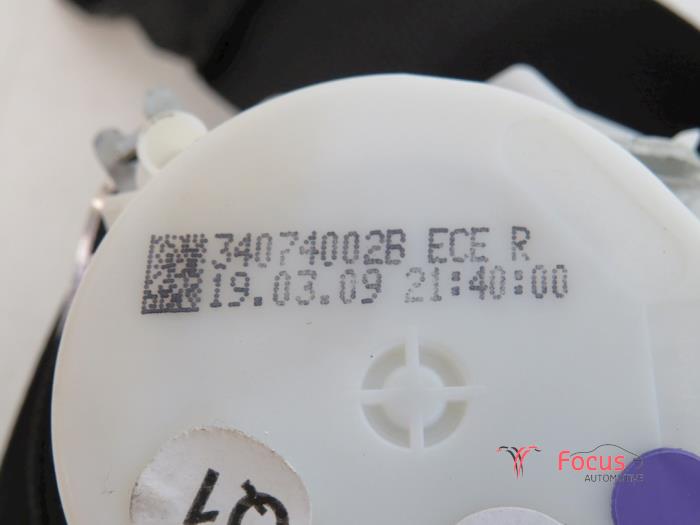 34074002B ECE R
19.03.09 21:40:00
Focus
AUTOMOTIVE